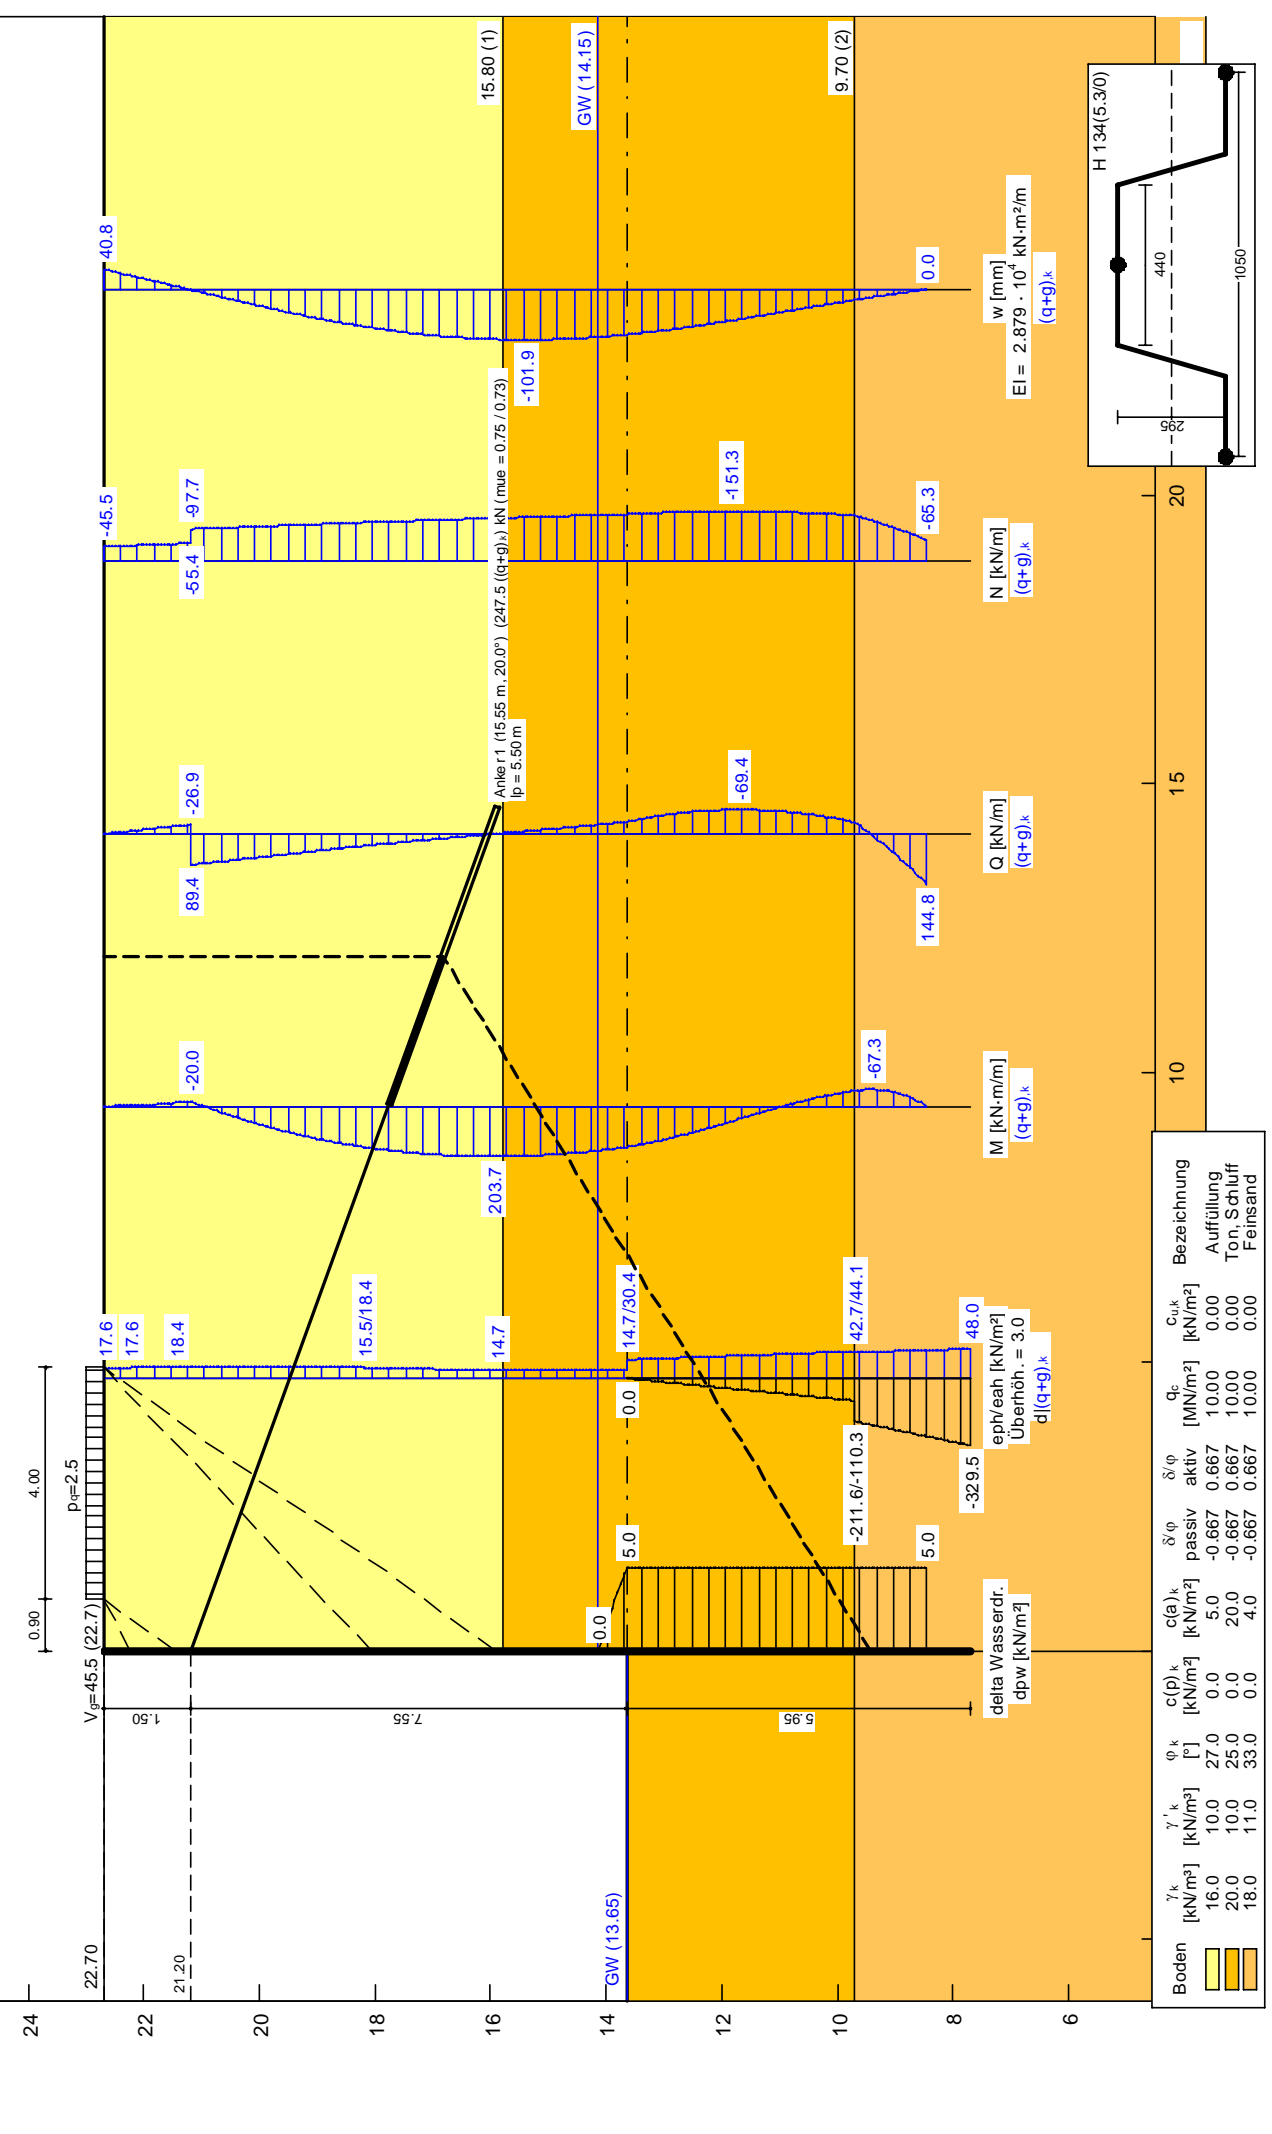 24
22
20
18
16
14
12
10
8
6
10
15
20
22.70
21.20
GW (13.65)
0.90
4.00
pq=2.5
Vg=45.5 (22.7)
1.50
7.55
5.95
17.6
17.6
18.4
15.5/18.4
14.7
14.7/30.4
42.7/44.1
48.0
0.0
-211.6/-110.3
-329.5
eph/eah [kN/m²]
Überhöh. = 3.0
d|(q+g),k
0.0
5.0
5.0
delta Wasserdr.
dpw [kN/m²]
-20.0
203.7
-67.3
M [kN·m/m]
(q+g),k
-26.9
89.4
-69.4
144.8
Q [kN/m]
(q+g),k
Anker1 (15.55 m, 20.0°) (247.5 ((q+g)k) kN (mue = 0.75 / 0.73)
lp = 5.50 m
-45.5
-97.7
-55.4
-151.3
-65.3
N [kN/m]
(q+g),k
40.8
-101.9
0.0
w [mm]
EI = 2.879 · 10⁴ kN·m²/m
(q+g),k
15.80 (1)
GW (14.15)
9.70 (2)
H 134(5.3/0)
440
295
1050
Boden γk [kN/m³] γ'k [kN/m³] φk [°] c(p)k [kN/m²] c(a)k [kN/m²] δ/φ passiv δ/φ aktiv qc [MN/m²] cu,k [kN/m²] Bezeichnung
16.0 10.0 27.0 0.0 5.0 -0.667 0.667 10.00 0.00 Auffüllung
20.0 10.0 25.0 0.0 20.0 -0.667 0.667 10.00 0.00 Ton, Schluff
18.0 11.0 33.0 0.0 4.0 -0.667 0.667 10.00 0.00 Feinsand